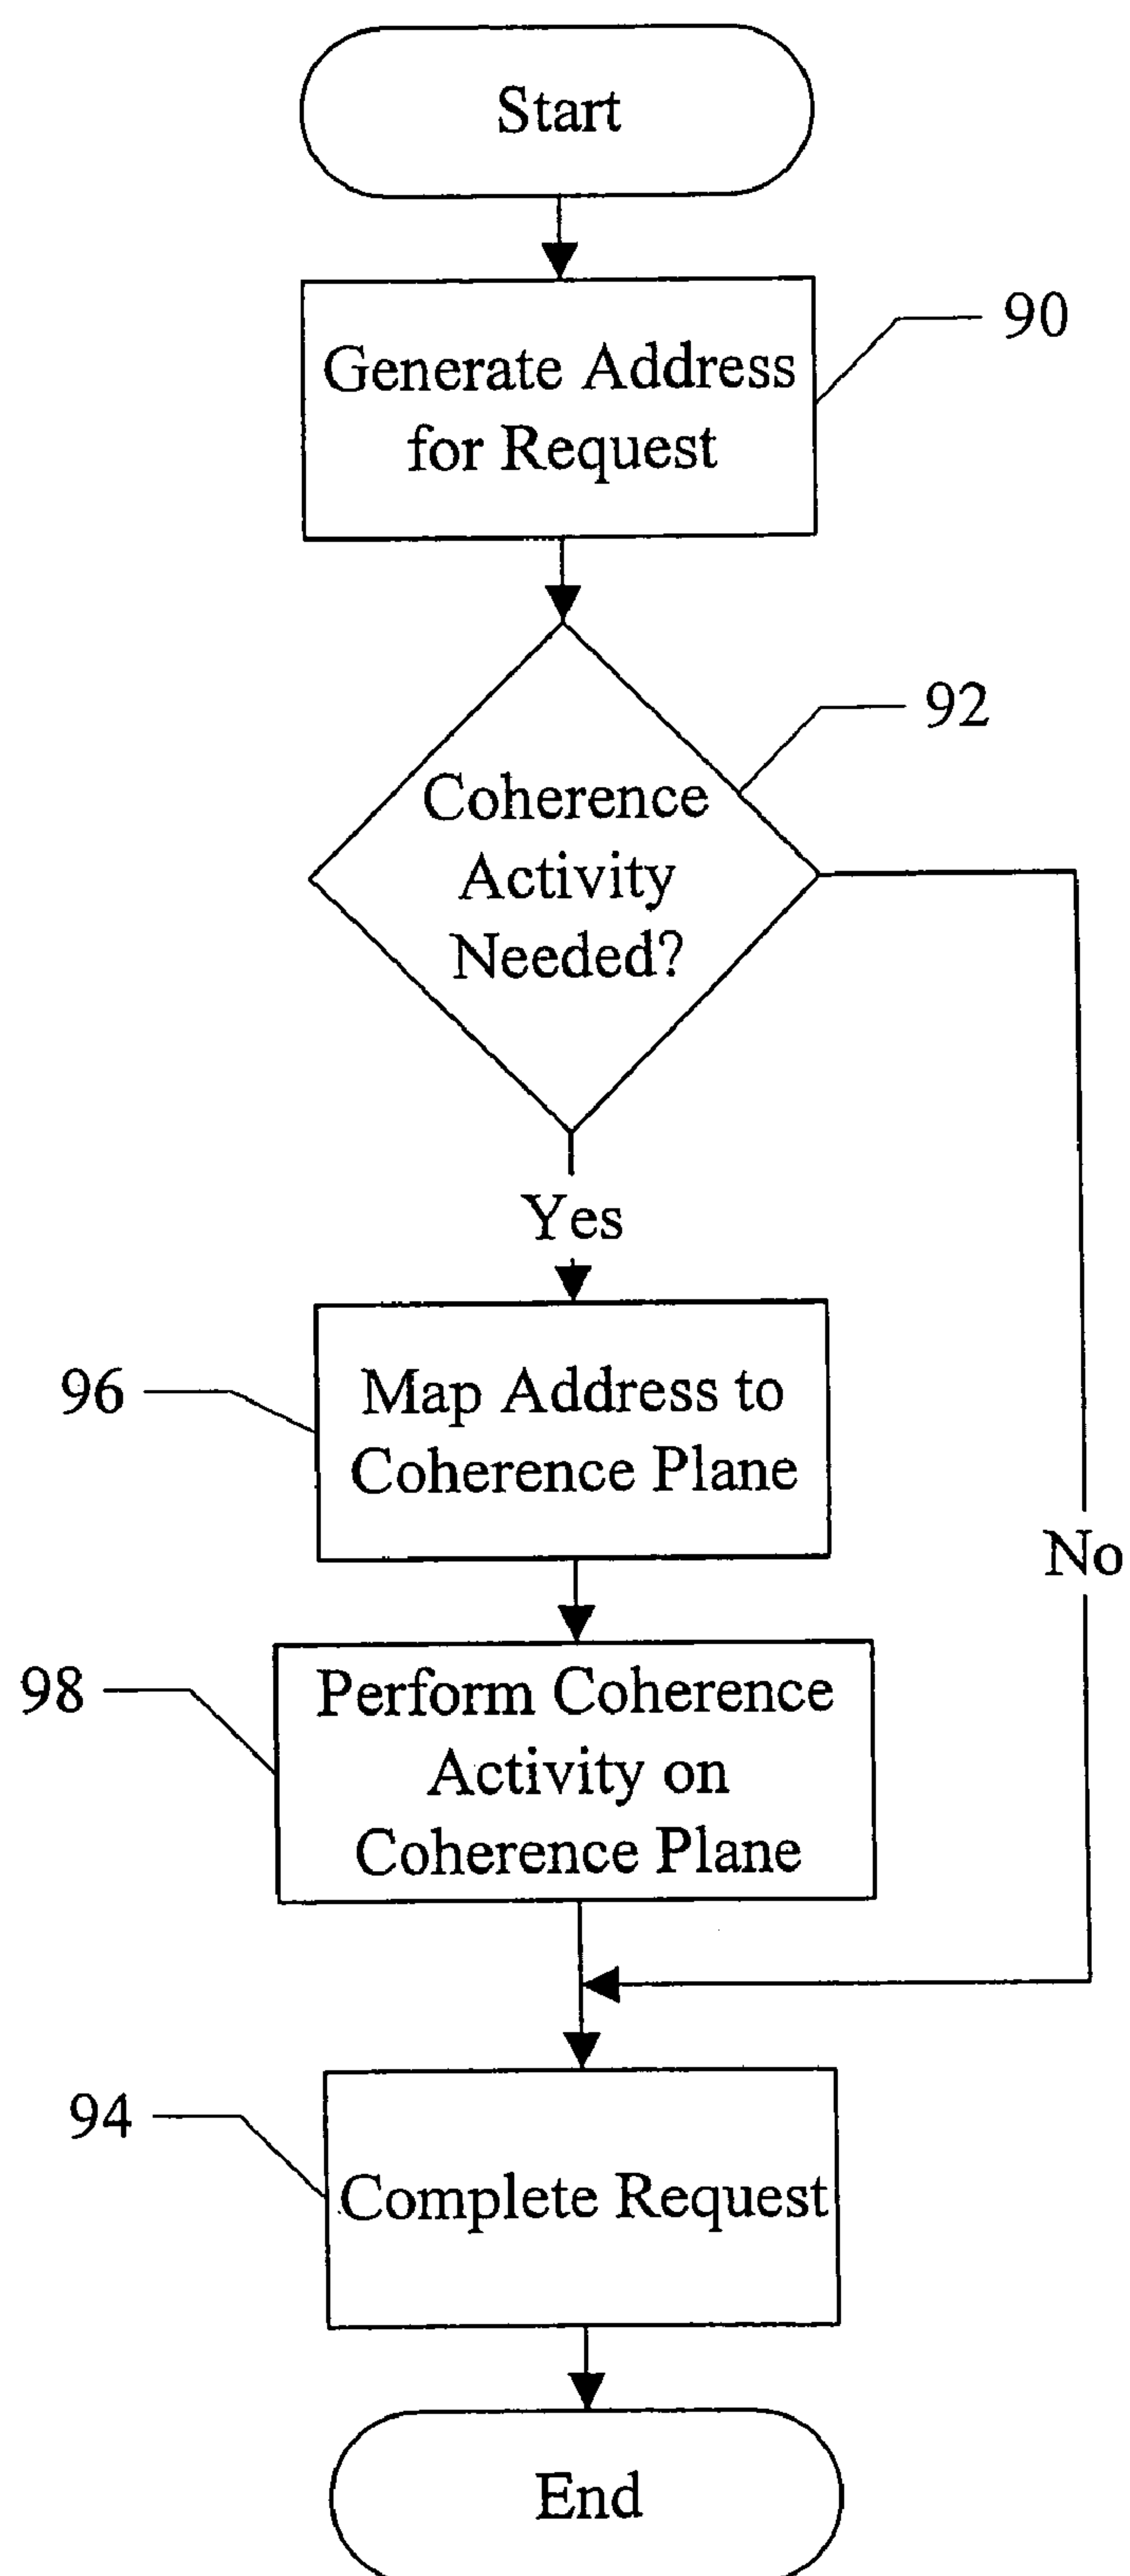 Start
Generate Address
for Request
90
Coherence
Activity
Needed?
92
Yes
Map Address to
Coherence Plane
96
No
Perform Coherence
Activity on
Coherence Plane
98
Complete Request
94
End